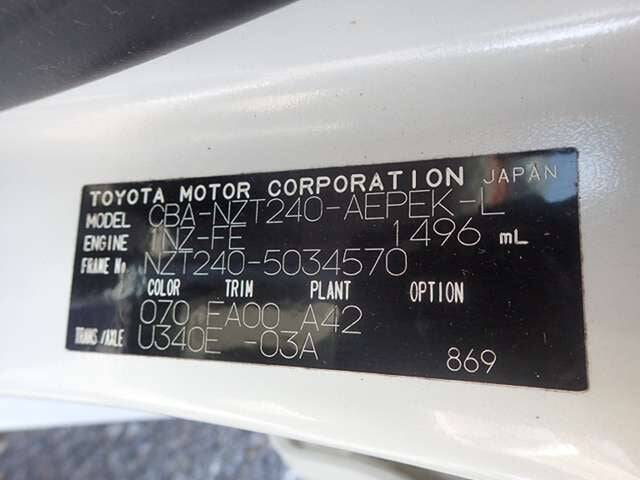 TOYOTA MOTOR CORPORATION JAPAN
MODEL CBA-NZT240-AEPEK-L
ENGINE 1NZ-FE 1496 mL
FRAME No. NZT240-5034570
COLOR TRIM PLANT OPTION
070 FA00 A42
TRANS/AXLE U340E -03A
869